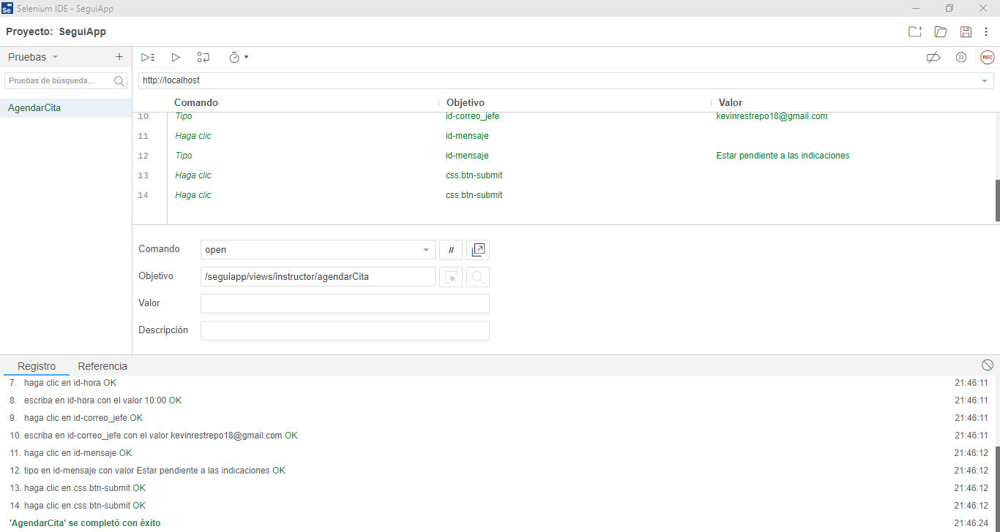 Selenium IDE - SeguiApp
Proyecto: SeguiApp
Pruebas
Pruebas de búsqueda...
AgendarCita
REC
http://localhost
Comando Objetivo Valor
10 Tipo id-correo_jefe kevinrestrepo18@gmail.com
11 Haga clic id-mensaje
12 Tipo id-mensaje Estar pendiente a las indicaciones
13 Haga clic css.btn-submit
14 Haga clic css.btn-submit
Comando open //
Objetivo /seguiapp/views/instructor/agendarCita
Valor
Descripción
Registro Referencia
7. haga clic en id-hora OK 21:46:11
8. escriba en id-hora con el valor 10:00 OK 21:46:11
9. haga clic en id-correo_jefe OK 21:46:11
10. escriba en id-correo_jefe con el valor kevinrestrepo18@gmail.com OK 21:46:11
11. haga clic en id-mensaje OK 21:46:12
12. tipo en id-mensaje con valor Estar pendiente a las indicaciones OK 21:46:12
13. haga clic en css.btn-submit OK 21:46:12
14. haga clic en css.btn-submit OK 21:46:12
'AgendarCita' se completó con éxito 21:46:24